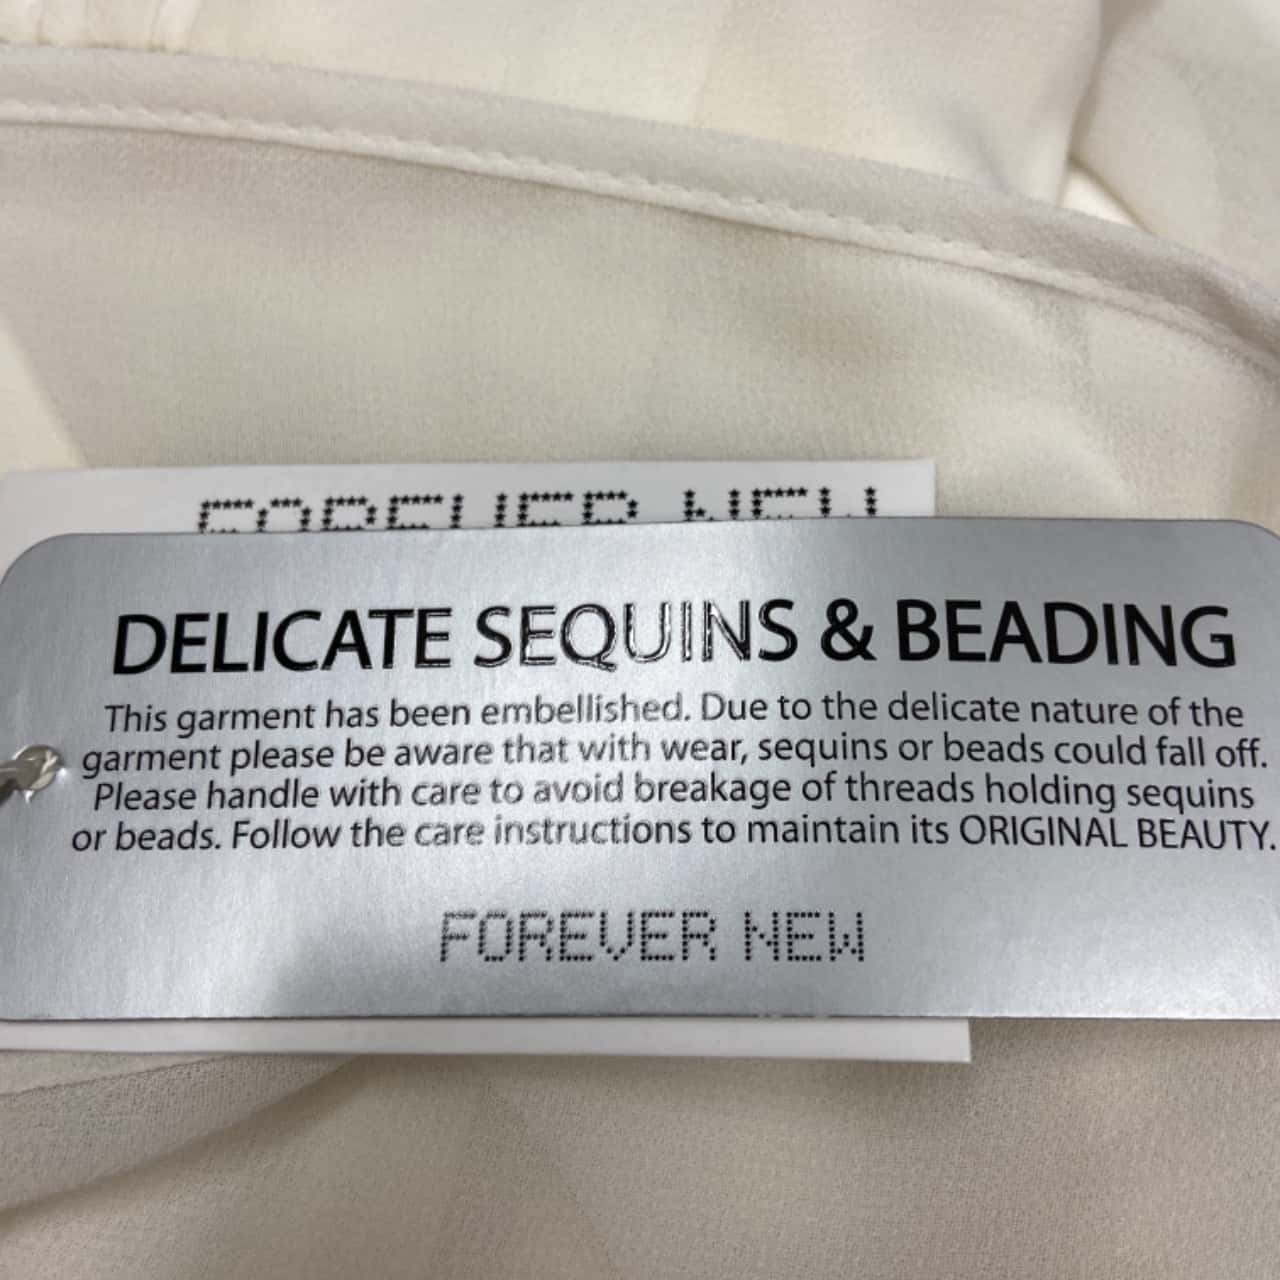 FOREVER NEW
DELICATE SEQUINS & BEADING
This garment has been embellished. Due to the delicate nature of the
garment please be aware that with wear, sequins or beads could fall off.
Please handle with care to avoid breakage of threads holding sequins
or beads. Follow the care instructions to maintain its ORIGINAL BEAUTY.
FOREVER NEW